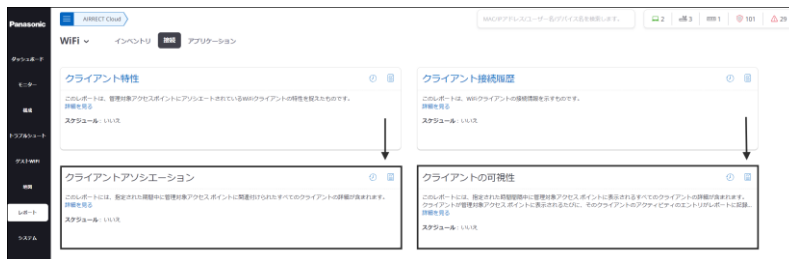 Panasonic
AIRRECT Cloud
MAC/IPアドレス/ユーザー名/デバイス名を検索します。
2
3
1
101
29
WiFi
インベントリ
接続
アプリケーション
ダッシュボード
モニター
構成
トラブルシュート
ゲストWiFi
レポート
システム
クライアント特性
このレポートは、管理対象アクセスポイントにアソシエートされているWiFiクライアントの特性を捉えたものです。
詳細を見る
スケジュール: いいえ
クライアント接続履歴
このレポートは、WiFiクライアントの接続情報を示すものです。
詳細を見る
スケジュール: いいえ
クライアントアソシエーション
このレポートには、指定された期間中に管理対象アクセス ポイントに関連付けられたすべてのクライアントの詳細が含まれます。
詳細を見る
スケジュール: いいえ
クライアントの可視性
このレポートには、指定された期間中に管理対象アクセス ポイントに表示されるすべてのクライアントの詳細が含まれます。
クライアントが管理対象アクセス ポイントに表示されるたびに、そのクライアントのアクティビティのエントリがレポートに記録...
詳細を見る
スケジュール: いいえ